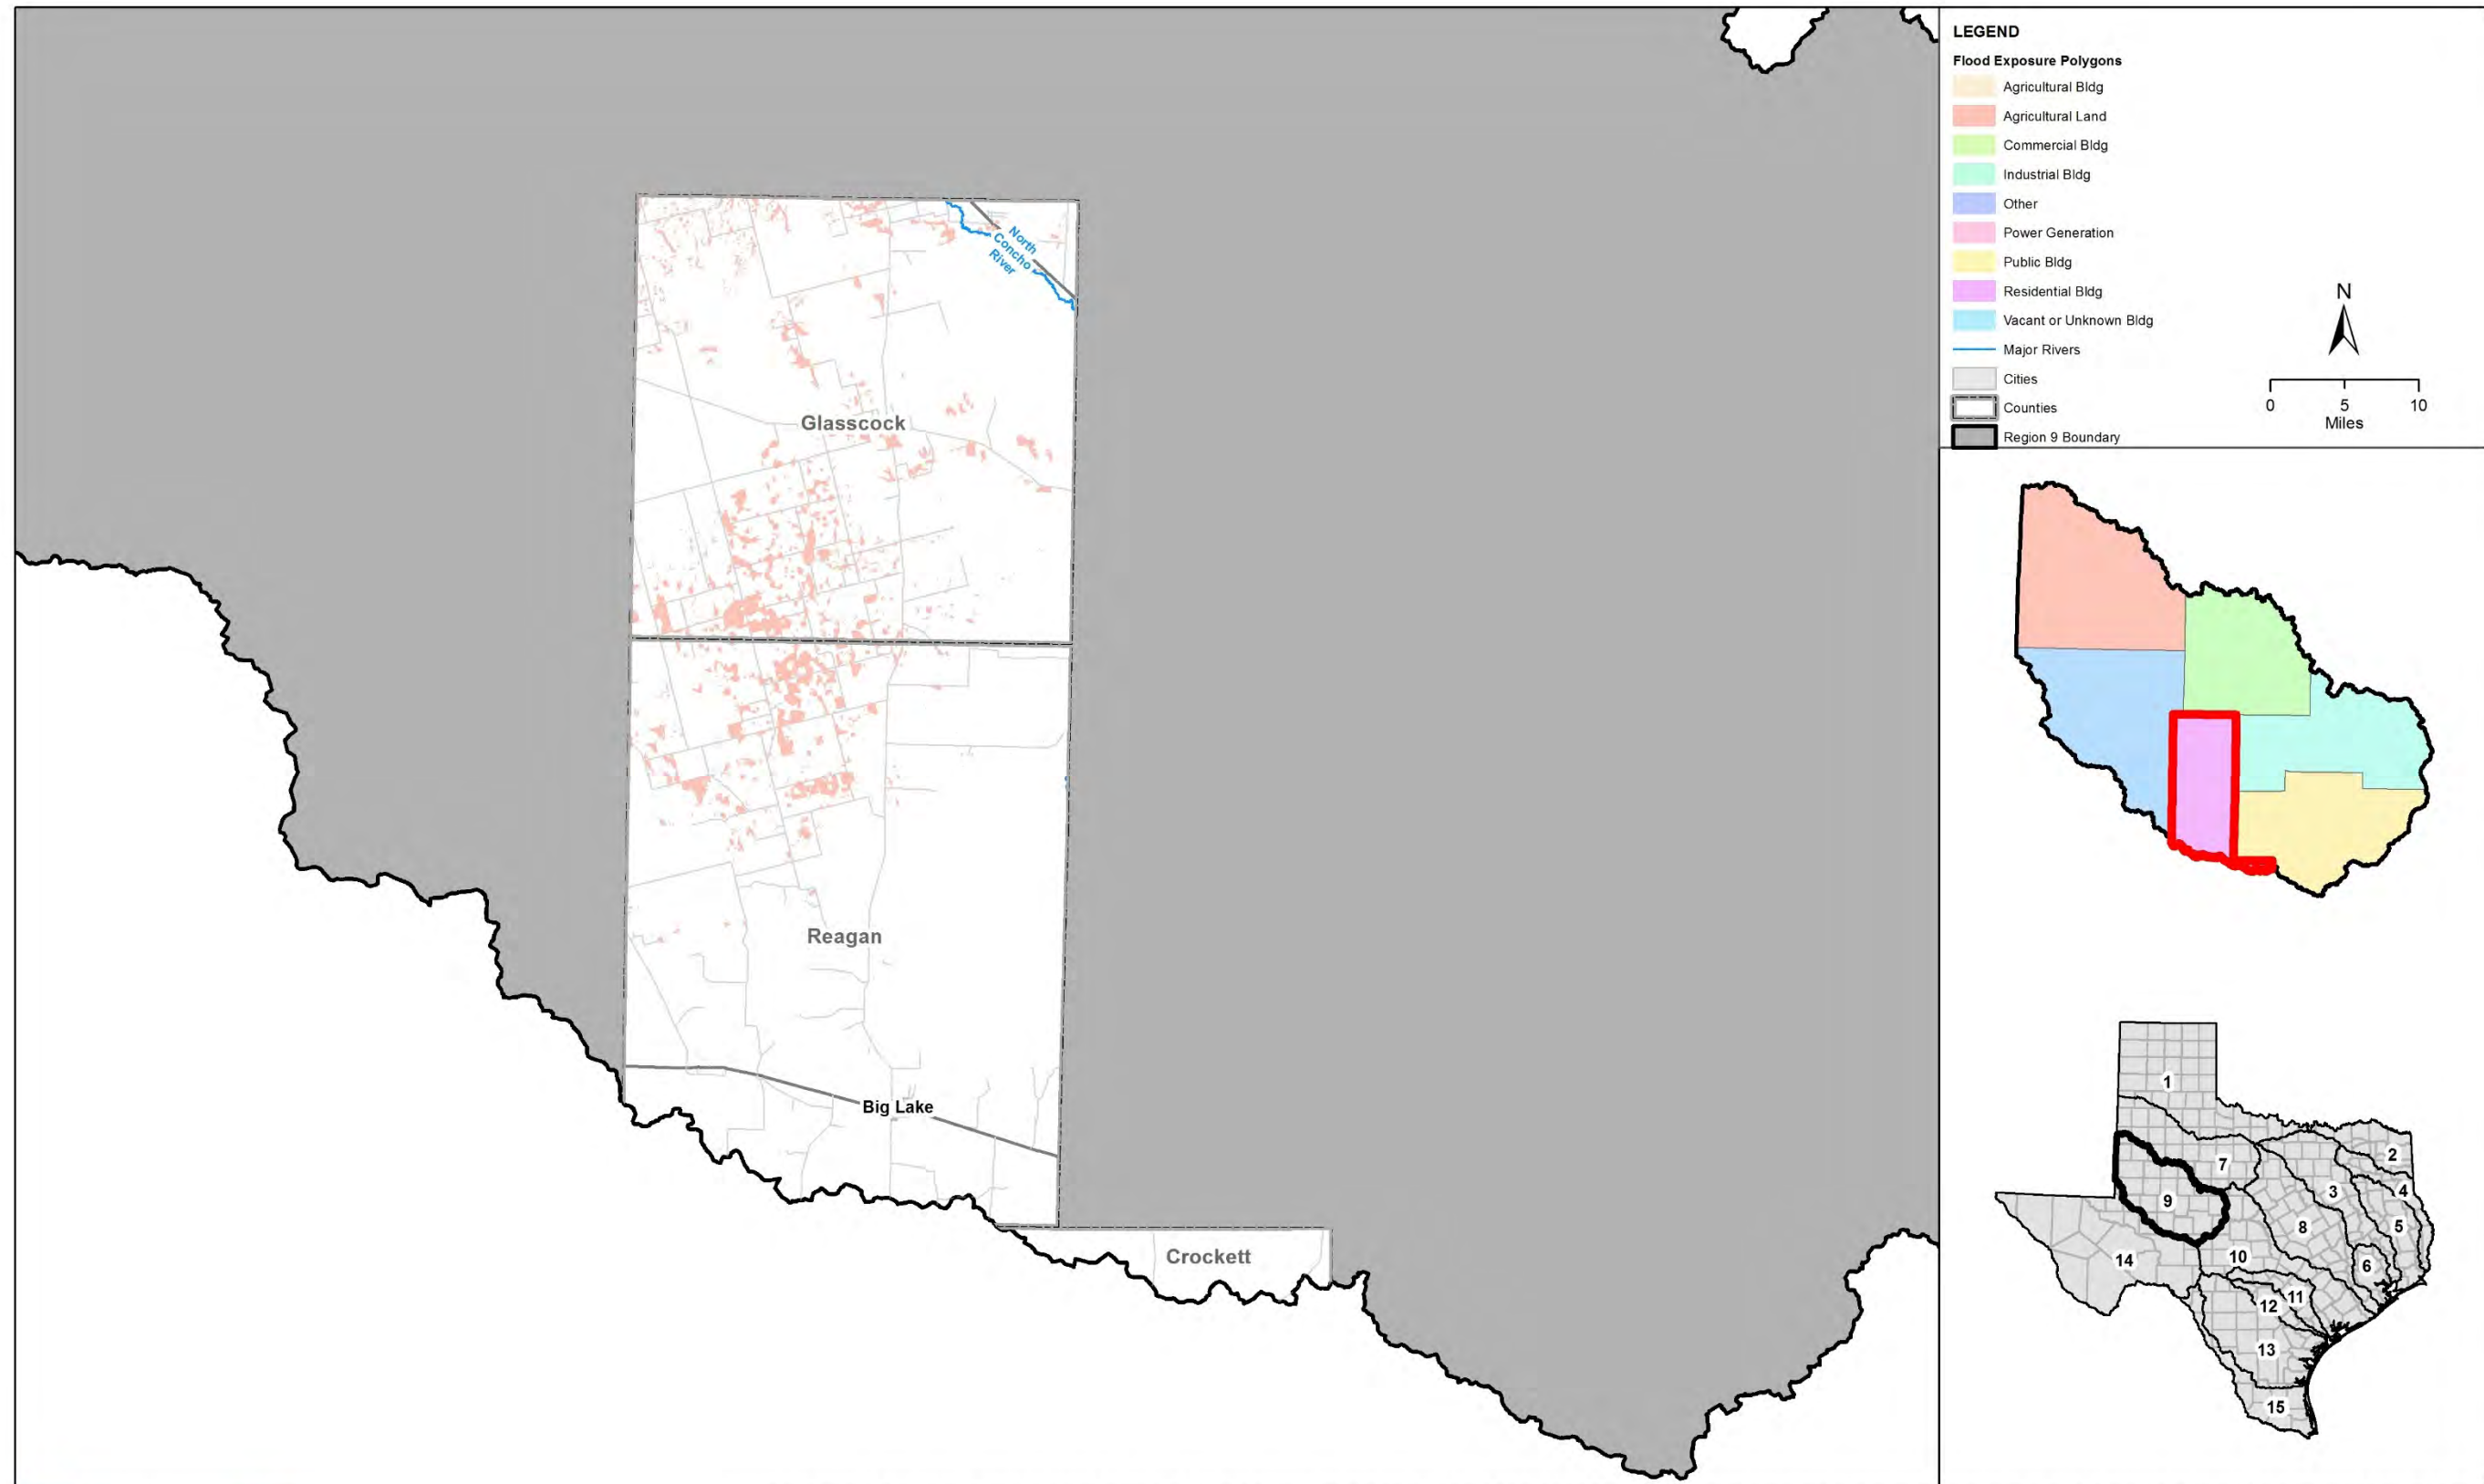 North
Concho
River
Glasscock
Reagan
Big Lake
Crockett
LEGEND
Flood Exposure Polygons
Agricultural Bldg
Agricultural Land
Commercial Bldg
Industrial Bldg
Other
Power Generation
Public Bldg
Residential Bldg
Vacant or Unknown Bldg
Major Rivers
Cities
Counties
Region 9 Boundary
N
0 5 10
Miles
1
2
7
3
4
9
8
5
10
14
6
11
12
13
15